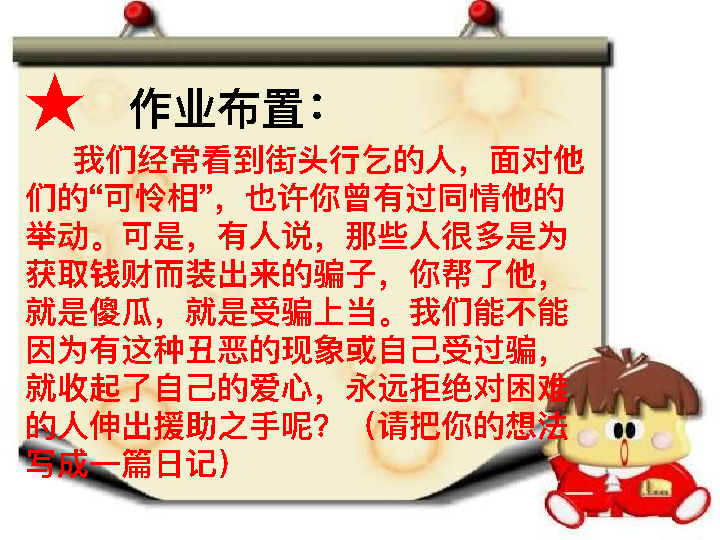 作业布置：
我们经常看到街头行乞的人，面对他
们的“可怜相”，也许你曾有过同情他的
举动。可是，有人说，那些人很多是为
获取钱财而装出来的骗子，你帮了他，
就是傻瓜，就是受骗上当。我们能不能
因为有这种丑恶的现象或自己受过骗，
就收起了自己的爱心，永远拒绝对困难
的人伸出援助之手呢？（请把你的想法
写成一篇日记）